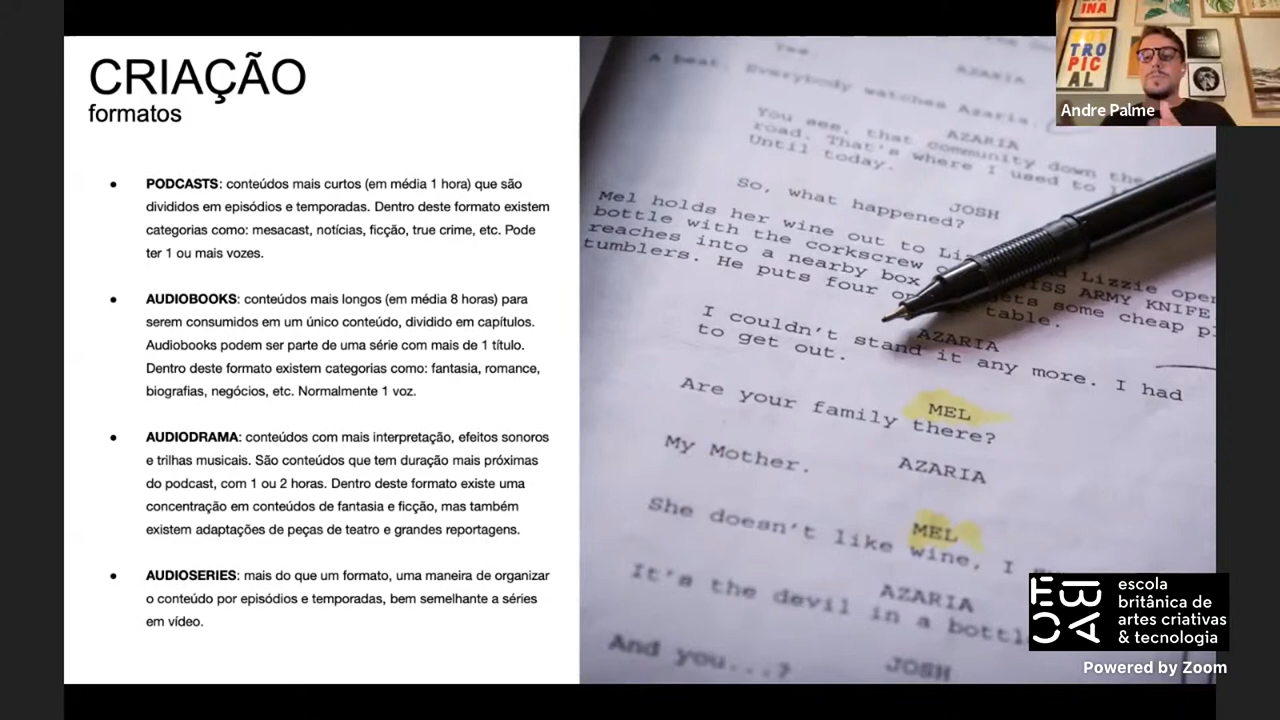 CRIAÇÃO
formatos
● PODCASTS: conteúdos mais curtos (em média 1 hora) que são
divididos em episódios e temporadas. Dentro deste formato existem
categorias como: mesacast, notícias, ficção, true crime, etc. Pode
ter 1 ou mais vozes.
● AUDIOBOOKS: conteúdos mais longos (em média 8 horas) para
serem consumidos em um único conteúdo, dividido em capítulos.
Audiobooks podem ser parte de uma série com mais de 1 título.
Dentro deste formato existem categorias como: fantasia, romance,
biografias, negócios, etc. Normalmente 1 voz.
● AUDIODRAMA: conteúdos com mais interpretação, efeitos sonoros
e trilhas musicais. São conteúdos que tem duração mais próximas
do podcast, com 1 ou 2 horas. Dentro deste formato existe uma
concentração em conteúdos de fantasia e ficção, mas também
existem adaptações de peças de teatro e grandes reportagens.
● AUDIOSERIES: mais do que um formato, uma maneira de organizar
o conteúdo por episódios e temporadas, bem semelhante a séries
em vídeo.
AZARIA
A beat. Everybody watches Azaria.
AZARIA
You see, that community down the
road. That's where I used to
Until today.
JOSH
So, what happened?
Mel holds her wine out to
bottle with the corkscrew
Lizzie
reaches into a nearby box
SWISS ARMY KNIFE
tumblers. He puts four on
gets some cheap
table.
AZARIA
I couldn't stand it any more. I had
to get out.
MEL
Are your family there?
AZARIA
My Mother.
MEL
She doesn't like wine, I
AZARIA
It's the devil in a
JOSH
And you...?
TROPICAL
Andre Palme
EBAC
escola
britânica de
artes criativas
& tecnologia
Powered by Zoom